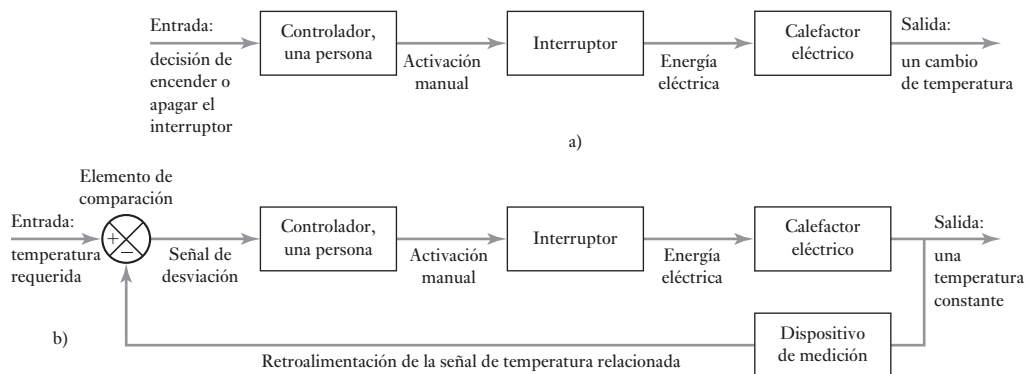 Entrada:
decisión de
encender o
apagar el
interruptor
Controlador,
una persona
Activación
manual
Interruptor
Energía
eléctrica
Calefactor
eléctrico
Salida:
un cambio
de temperatura
a)
Elemento de
comparación
Entrada:
temperatura
requerida
+
−
Señal de
desviación
Controlador,
una persona
Activación
manual
Interruptor
Energía
eléctrica
Calefactor
eléctrico
Salida:
una
temperatura
constante
b)
Dispositivo
de medición
Retroalimentación de la señal de temperatura relacionada